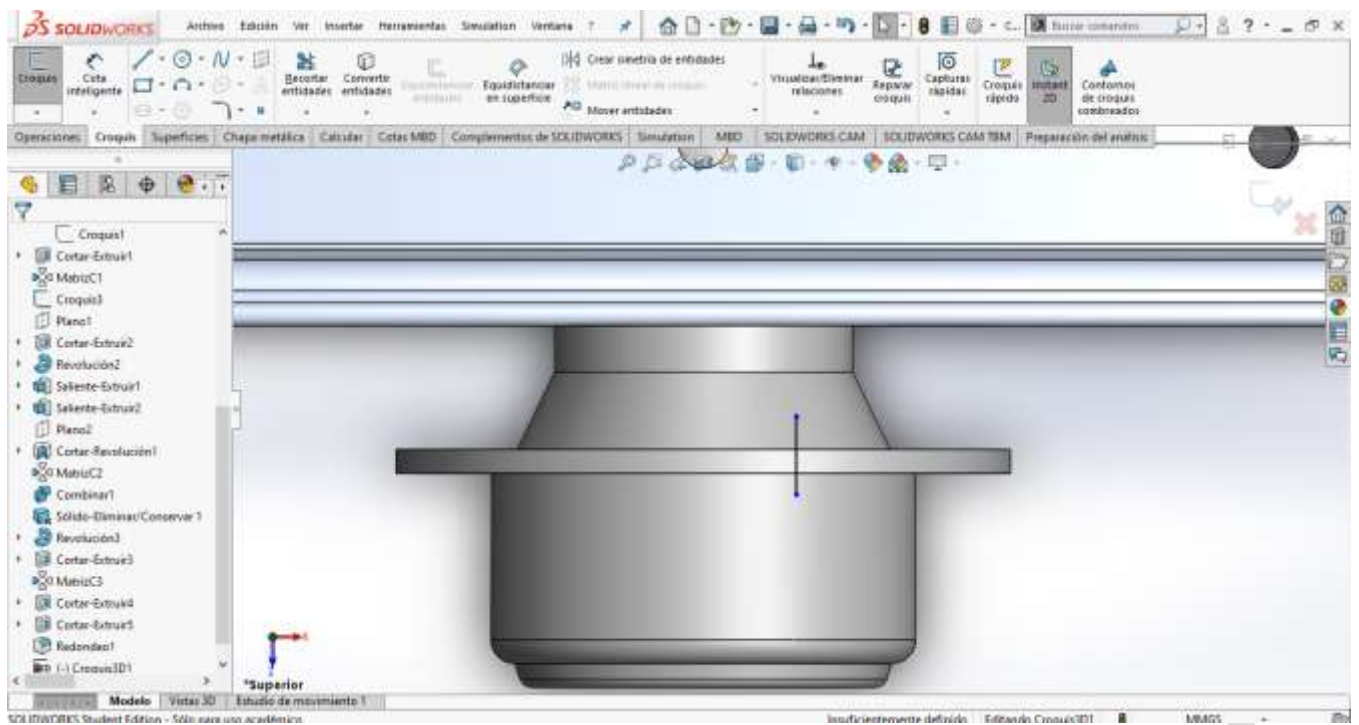 SOLIDWORKS Archivo Edición Ver Insertar Herramientas Simulation Ventana ? Buscar comandos ?
Croquis
Cota inteligente
Recortar entidades
Convertir entidades
Equidistanciar en superficie
Crear simetría de entidades
Mover entidades
Visualizar/Eliminar relaciones
Reparar croquis
Capturas rápidas
Croquis rápido
Instant 2D
Contornos de croquis combinados
Operaciones Croquis Superficies Chapa metálica Calcular Cotas MBD Complementos de SOLIDWORKS Simulation MBD SOLIDWORKS CAM SOLIDWORKS CAM TBM Preparación del análisis
Croquis1
Cortar-Extruir1
MatrizC1
Croquis3
Plano1
Cortar-Extruir2
Revolución2
Saliente-Extruir1
Saliente-Extruir2
Plano2
Cortar-Revolución1
MatrizC2
Combinar1
Sólido-Eliminar/Conservar 1
Revolución3
Cortar-Extruir3
MatrizC3
Cortar-Extruir4
Cortar-Extruir5
Redondeo1
(-) Croquis3D1
*Superior
Modelo Vistas 3D Estudio de movimiento 1
SOLIDWORKS Student Edition - Sólo para uso académico. Insuficientemente definido Editando Croquis3D1 MMGS